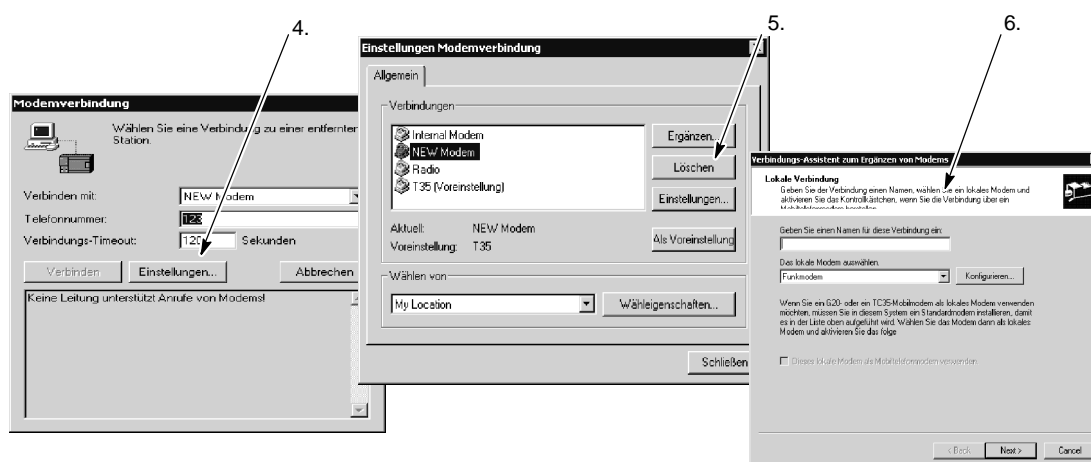 4.
5.
6.
Modemverbindung
Wählen Sie eine Verbindung zu einer entfernten
Station.
Verbinden mit:
NEW Modem
Telefonnummer:
123
Verbindungs-Timeout:
120
Sekunden
Verbinden
Einstellungen...
Abbrechen
Keine Leitung unterstützt Anrufe von Modems!
Einstellungen Modemverbindung
Allgemein
Verbindungen
Internal Modem
NEW Modem
Radio
T35 (Voreinstellung)
Ergänzen...
Löschen
Einstellungen...
Aktuell: NEW Modem
Voreinstellung: T35
Als Voreinstellung
Wählen von
My Location
Wähleigenschaften...
Schließen
Verbindungs-Assistent zum Ergänzen von Modems
Lokale Verbindung
Geben Sie der Verbindung einen Namen, wählen Sie ein lokales Modem und
aktivieren Sie das Kontrollkästchen, wenn Sie die Verbindung über ein
Geben Sie einen Namen für diese Verbindung ein:
Das lokale Modem auswählen.
Funkmodem
Konfigurieren...
Wenn Sie ein G20- oder ein TC35-Mobilmodem als lokales Modem verwenden
möchten, müssen Sie in diesem System ein Standardmodem installieren, damit
es in der Liste oben aufgeführt wird. Wählen Sie das Modem dann als lokales
Modem und aktivieren Sie das folge
Dieses lokale Modem als Mobiltelefonmodem verwenden
< Back
Next >
Cancel